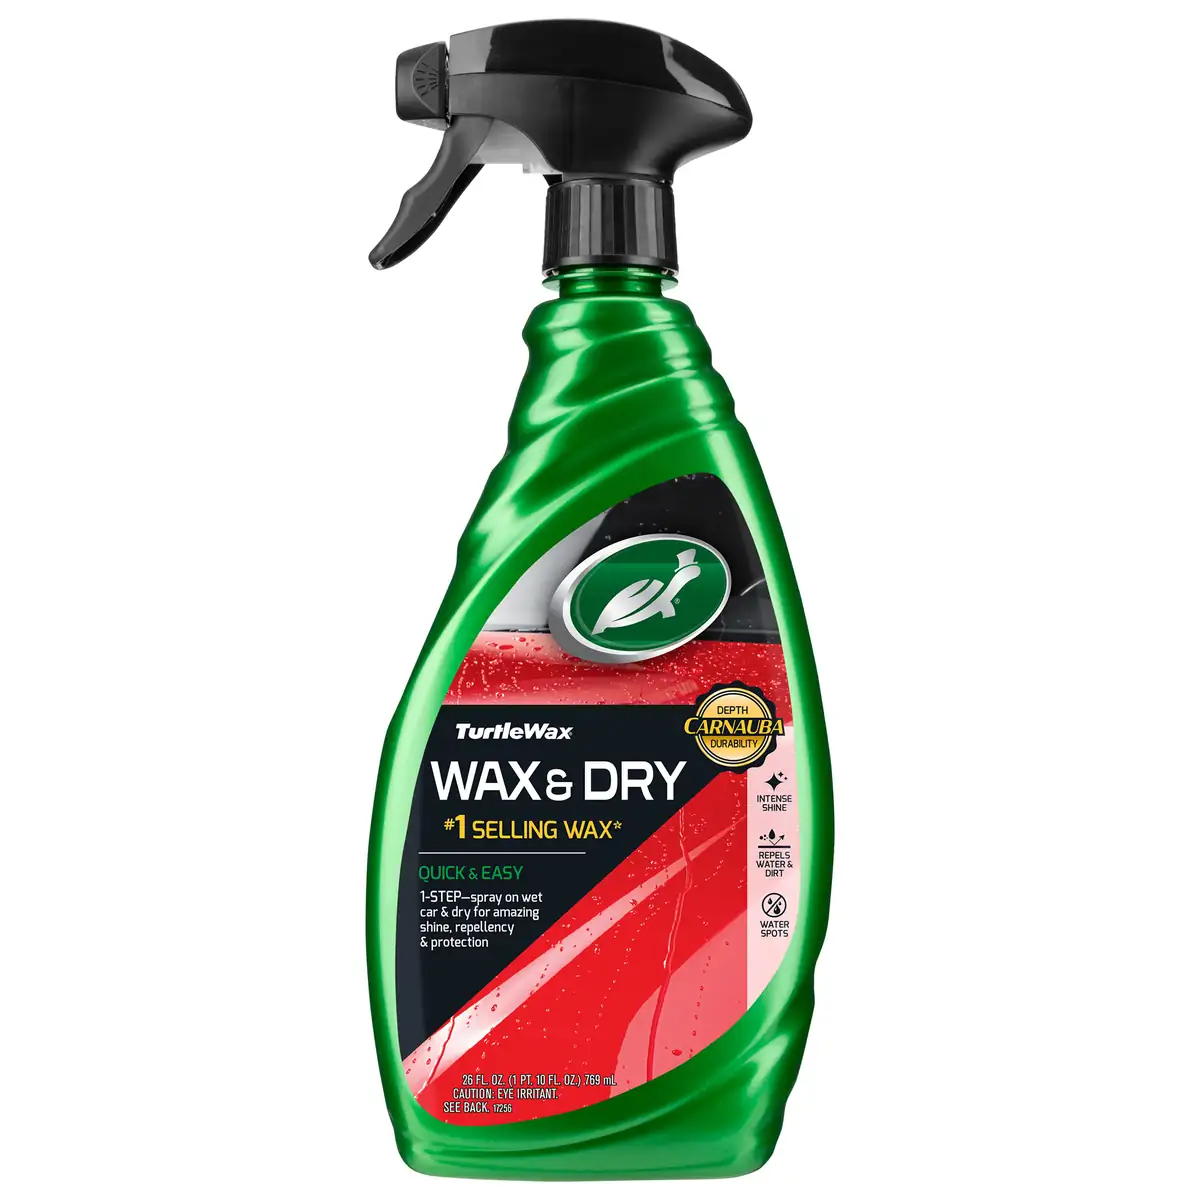 DEPTH
CARNAUBA
DURABILITY
TurtleWax
WAX & DRY
#1 SELLING WAX*
QUICK & EASY
1-STEP—spray on wet
car & dry for amazing
shine, repellency
& protection
INTENSE
SHINE
REPELS
WATER &
DIRT
WATER
SPOTS
26 FL. OZ. (1 PT. 10 FL. OZ.) 769 mL
CAUTION: EYE IRRITANT.
SEE BACK. 17256